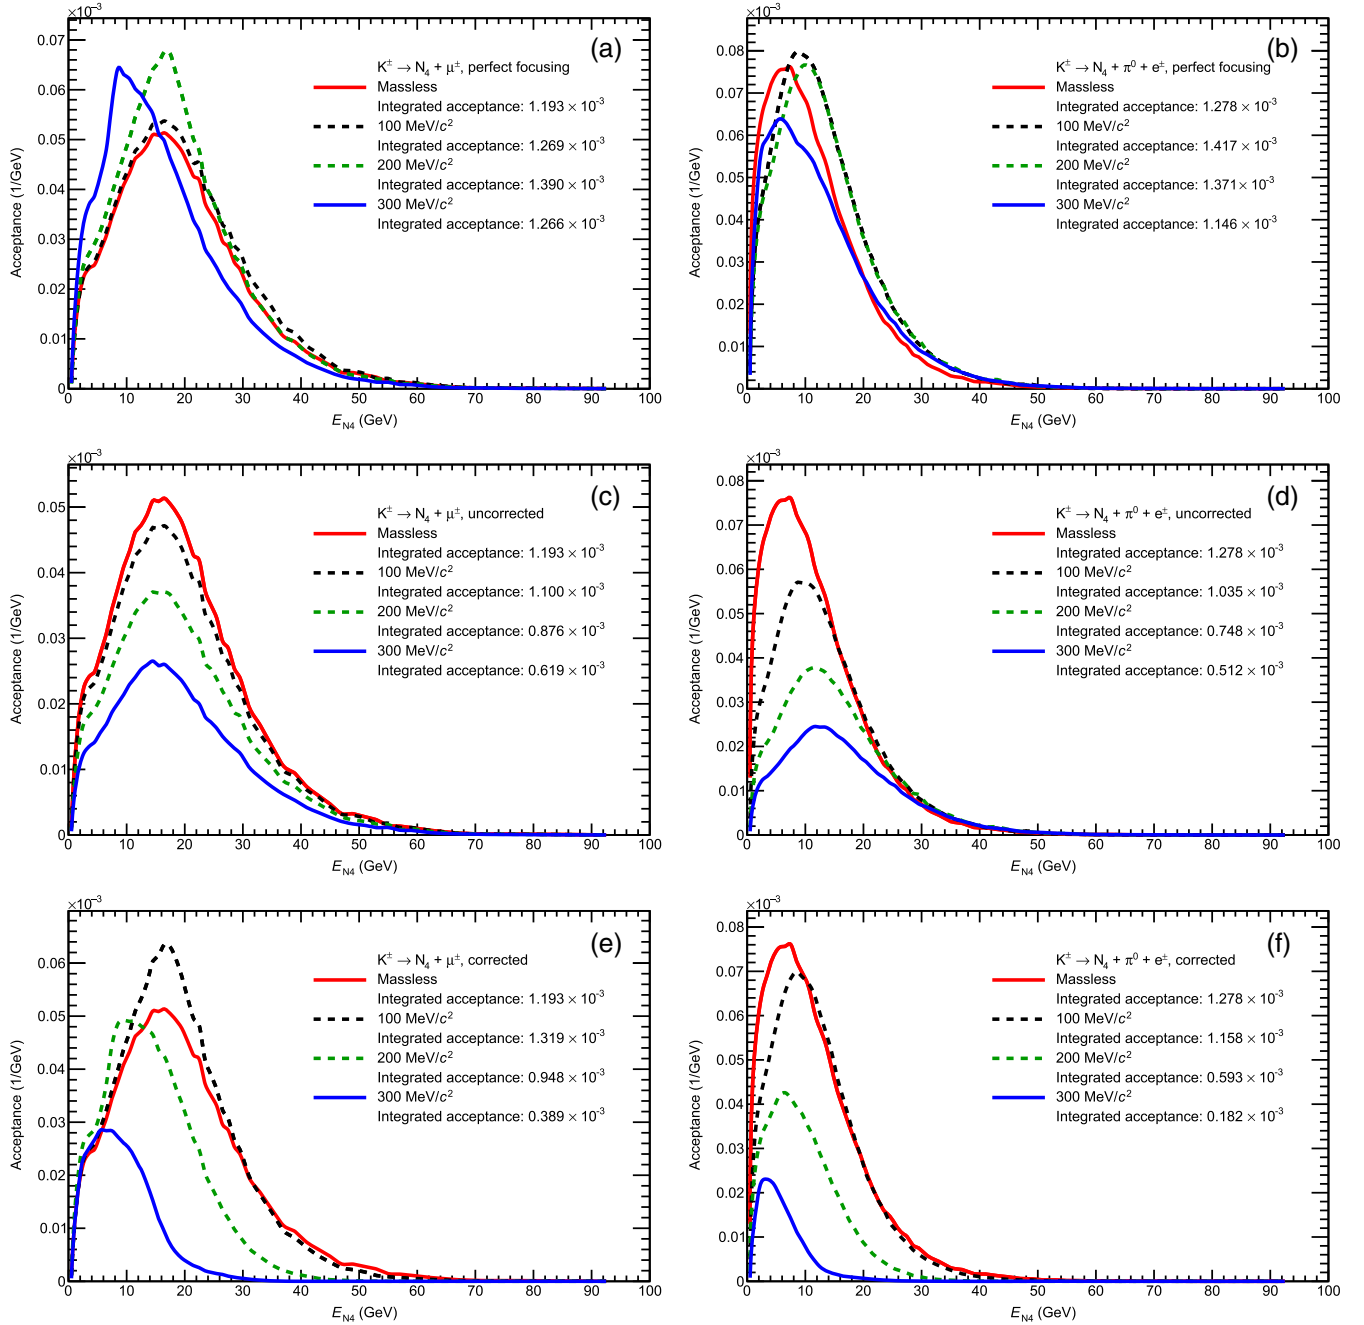 ×10⁻³
(a)
K± → N₄ + μ±, perfect focusing
Massless
Integrated acceptance: 1.193 × 10⁻³
100 MeV/c²
Integrated acceptance: 1.269 × 10⁻³
200 MeV/c²
Integrated acceptance: 1.390 × 10⁻³
300 MeV/c²
Integrated acceptance: 1.266 × 10⁻³
Acceptance (1/GeV)
0.07
0.06
0.05
0.04
0.03
0.02
0.01
0
0 10 20 30 40 50 60 70 80 90 100
E_N4 (GeV)
×10⁻³
(b)
K± → N₄ + π⁰ + e±, perfect focusing
Massless
Integrated acceptance: 1.278 × 10⁻³
100 MeV/c²
Integrated acceptance: 1.417 × 10⁻³
200 MeV/c²
Integrated acceptance: 1.371 × 10⁻³
300 MeV/c²
Integrated acceptance: 1.146 × 10⁻³
Acceptance (1/GeV)
0.08
0.07
0.06
0.05
0.04
0.03
0.02
0.01
0
0 10 20 30 40 50 60 70 80 90 100
E_N4 (GeV)
×10⁻³
(c)
K± → N₄ + μ±, uncorrected
Massless
Integrated acceptance: 1.193 × 10⁻³
100 MeV/c²
Integrated acceptance: 1.100 × 10⁻³
200 MeV/c²
Integrated acceptance: 0.876 × 10⁻³
300 MeV/c²
Integrated acceptance: 0.619 × 10⁻³
Acceptance (1/GeV)
0.05
0.04
0.03
0.02
0.01
0
0 10 20 30 40 50 60 70 80 90 100
E_N4 (GeV)
×10⁻³
(d)
K± → N₄ + π⁰ + e±, uncorrected
Massless
Integrated acceptance: 1.278 × 10⁻³
100 MeV/c²
Integrated acceptance: 1.035 × 10⁻³
200 MeV/c²
Integrated acceptance: 0.748 × 10⁻³
300 MeV/c²
Integrated acceptance: 0.512 × 10⁻³
Acceptance (1/GeV)
0.08
0.07
0.06
0.05
0.04
0.03
0.02
0.01
0
0 10 20 30 40 50 60 70 80 90 100
E_N4 (GeV)
×10⁻³
(e)
K± → N₄ + μ±, corrected
Massless
Integrated acceptance: 1.193 × 10⁻³
100 MeV/c²
Integrated acceptance: 1.319 × 10⁻³
200 MeV/c²
Integrated acceptance: 0.948 × 10⁻³
300 MeV/c²
Integrated acceptance: 0.389 × 10⁻³
Acceptance (1/GeV)
0.06
0.05
0.04
0.03
0.02
0.01
0
0 10 20 30 40 50 60 70 80 90 100
E_N4 (GeV)
×10⁻³
(f)
K± → N₄ + π⁰ + e±, corrected
Massless
Integrated acceptance: 1.278 × 10⁻³
100 MeV/c²
Integrated acceptance: 1.158 × 10⁻³
200 MeV/c²
Integrated acceptance: 0.593 × 10⁻³
300 MeV/c²
Integrated acceptance: 0.182 × 10⁻³
Acceptance (1/GeV)
0.08
0.07
0.06
0.05
0.04
0.03
0.02
0.01
0
0 10 20 30 40 50 60 70 80 90 100
E_N4 (GeV)